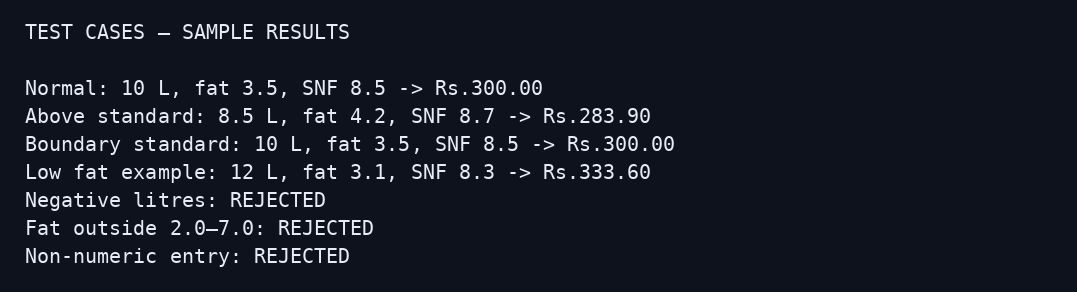 TEST CASES — SAMPLE RESULTS
Normal: 10 L, fat 3.5, SNF 8.5 -> Rs.300.00
Above standard: 8.5 L, fat 4.2, SNF 8.7 -> Rs.283.90
Boundary standard: 10 L, fat 3.5, SNF 8.5 -> Rs.300.00
Low fat example: 12 L, fat 3.1, SNF 8.3 -> Rs.333.60
Negative litres: REJECTED
Fat outside 2.0–7.0: REJECTED
Non-numeric entry: REJECTED